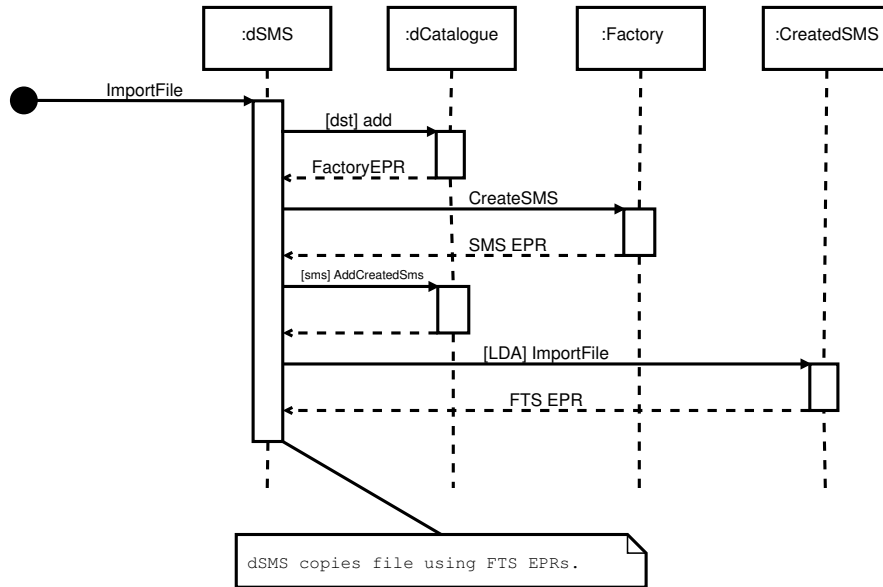 :dSMS
:dCatalogue
:Factory
:CreatedSMS
ImportFile
[dst] add
FactoryEPR
CreateSMS
SMS EPR
[sms] AddCreatedSms
[LDA] ImportFile
FTS EPR
dSMS copies file using FTS EPRs.